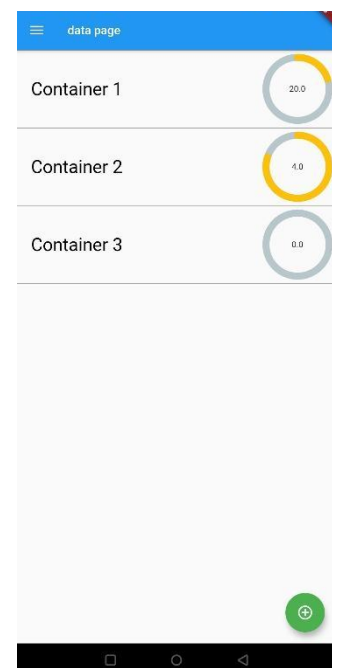 data page
Container 1
20.0
Container 2
4.0
Container 3
0.0